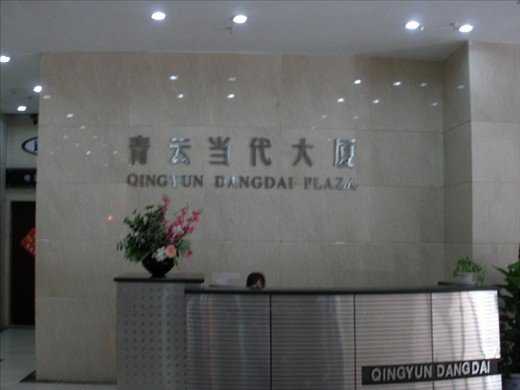 青云当代大厦
QINGYUN DANGDAI PLAZA
QINGYUN DANGDAI